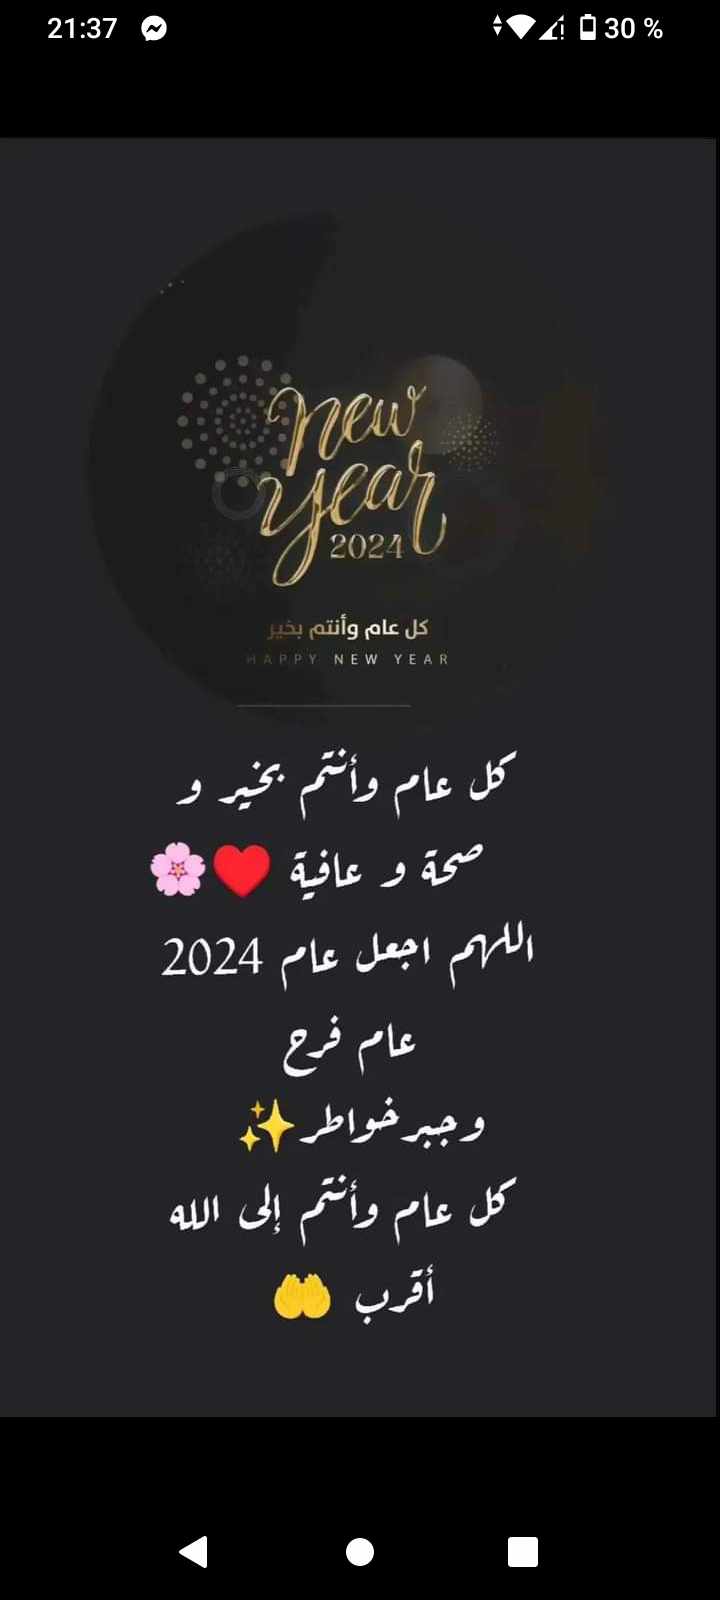 21:37 30 %
new
year
2024
كل عام وأنتم بخير
HAPPY NEW YEAR
كل عام وأنتم بخير و
صحة و عافية ♥️🌸
اللهم اجعل عام 2024
عام فرح
وجبر خواطر✨
كل عام وأنتم إلى الله
أقرب 🤲